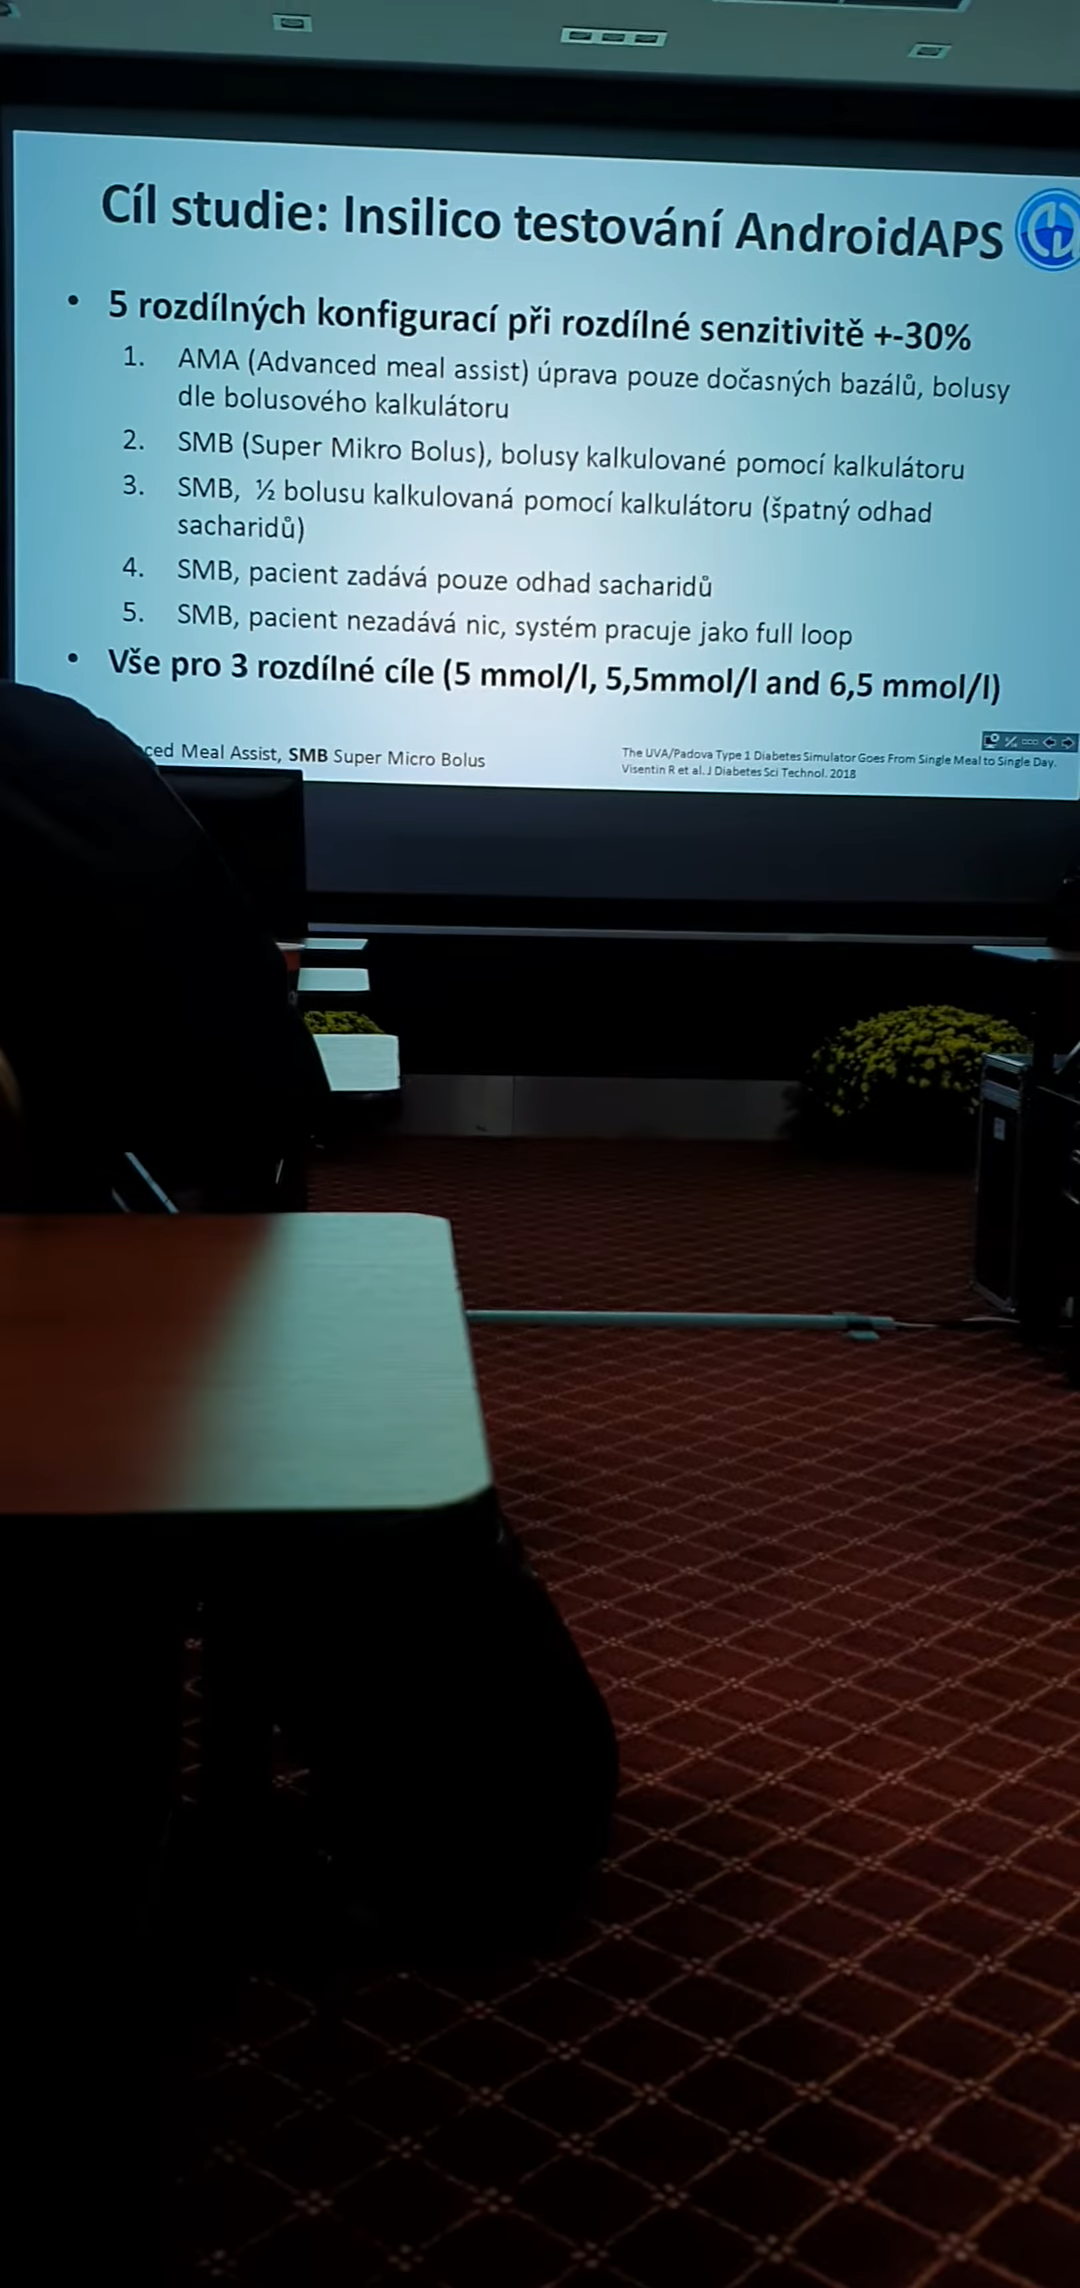 Cíl studie: Insilico testování AndroidAPS
• 5 rozdílných konfigurací při rozdílné senzitivitě +-30%
1. AMA (Advanced meal assist) úprava pouze dočasných bazálů, bolusy
dle bolusového kalkulátoru
2. SMB (Super Mikro Bolus), bolusy kalkulované pomocí kalkulátoru
3. SMB, ½ bolusu kalkulovaná pomocí kalkulátoru (špatný odhad
sacharidů)
4. SMB, pacient zadává pouze odhad sacharidů
5. SMB, pacient nezadává nic, systém pracuje jako full loop
• Vše pro 3 rozdílné cíle (5 mmol/l, 5,5mmol/l and 6,5 mmol/l)
ced Meal Assist, SMB Super Micro Bolus
The UVA/Padova Type 1 Diabetes Simulator Goes From Single Meal to Single Day.
Visentin R et al. J Diabetes Sci Technol. 2018